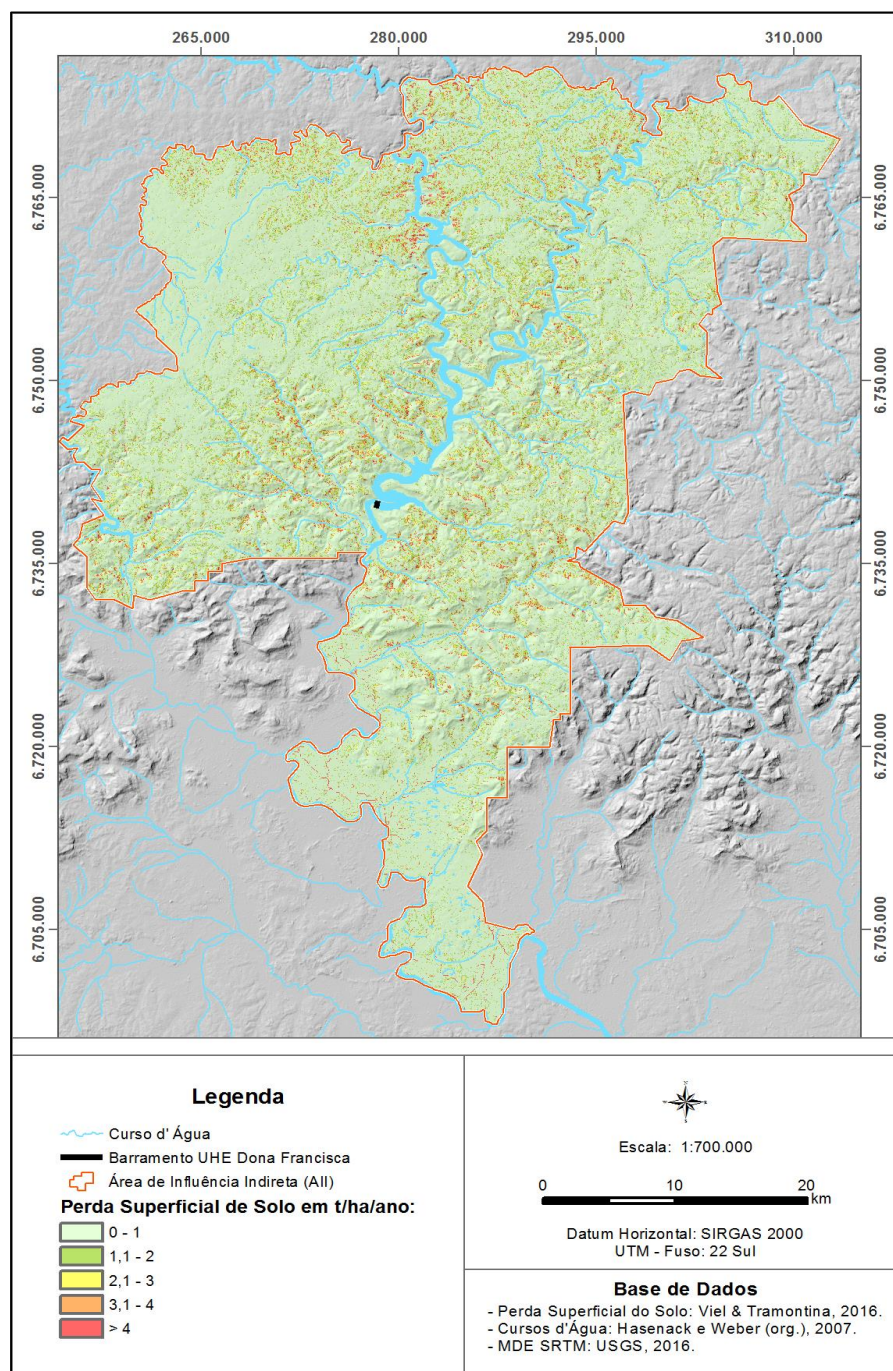 265.000 280.000 295.000 310.000
6.765.000 6.765.000
6.750.000 6.750.000
6.735.000 6.735.000
6.720.000 6.720.000
6.705.000 6.705.000
Legenda
Curso d' Água
Barramento UHE Dona Francisca
Área de Influência Indireta (AII)
Perda Superficial de Solo em t/ha/ano:
0 - 1
1,1 - 2
2,1 - 3
3,1 - 4
> 4
Escala: 1:700.000
0 10 20
km
Datum Horizontal: SIRGAS 2000
UTM - Fuso: 22 Sul
Base de Dados
- Perda Superficial do Solo: Viel & Tramontina, 2016.
- Cursos d'Água: Hasenack e Weber (org.), 2007.
- MDE SRTM: USGS, 2016.